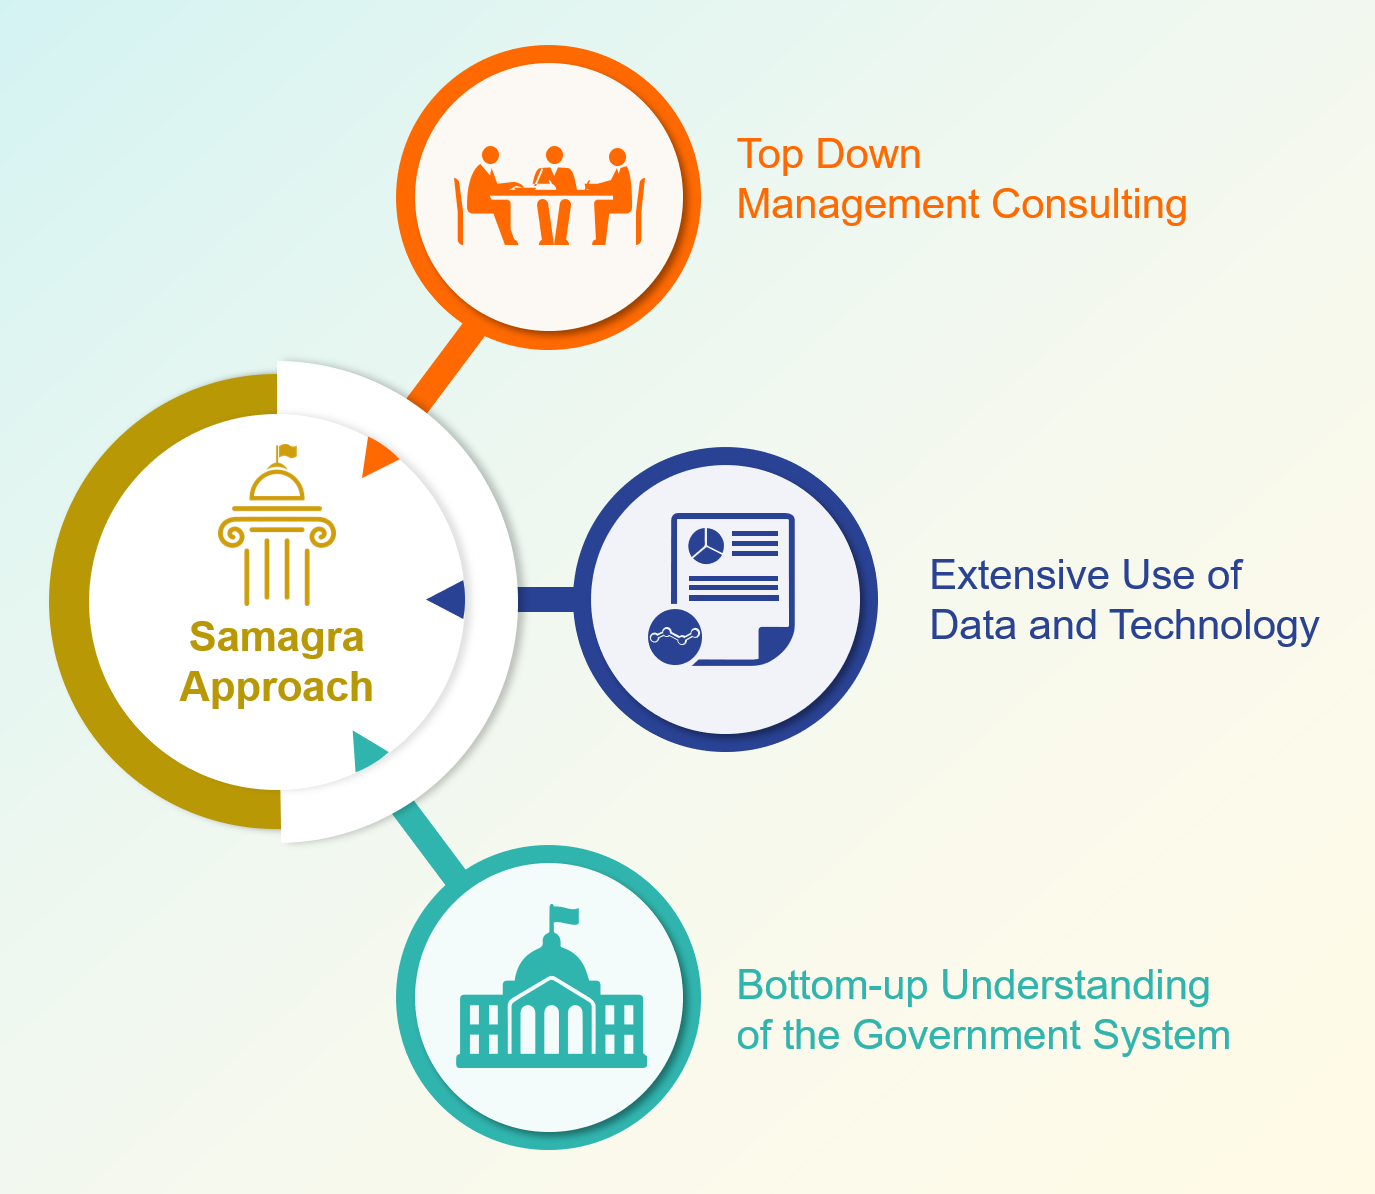 Top Down
Management Consulting
Samagra
Approach
Extensive Use of
Data and Technology
Bottom-up Understanding
of the Government System